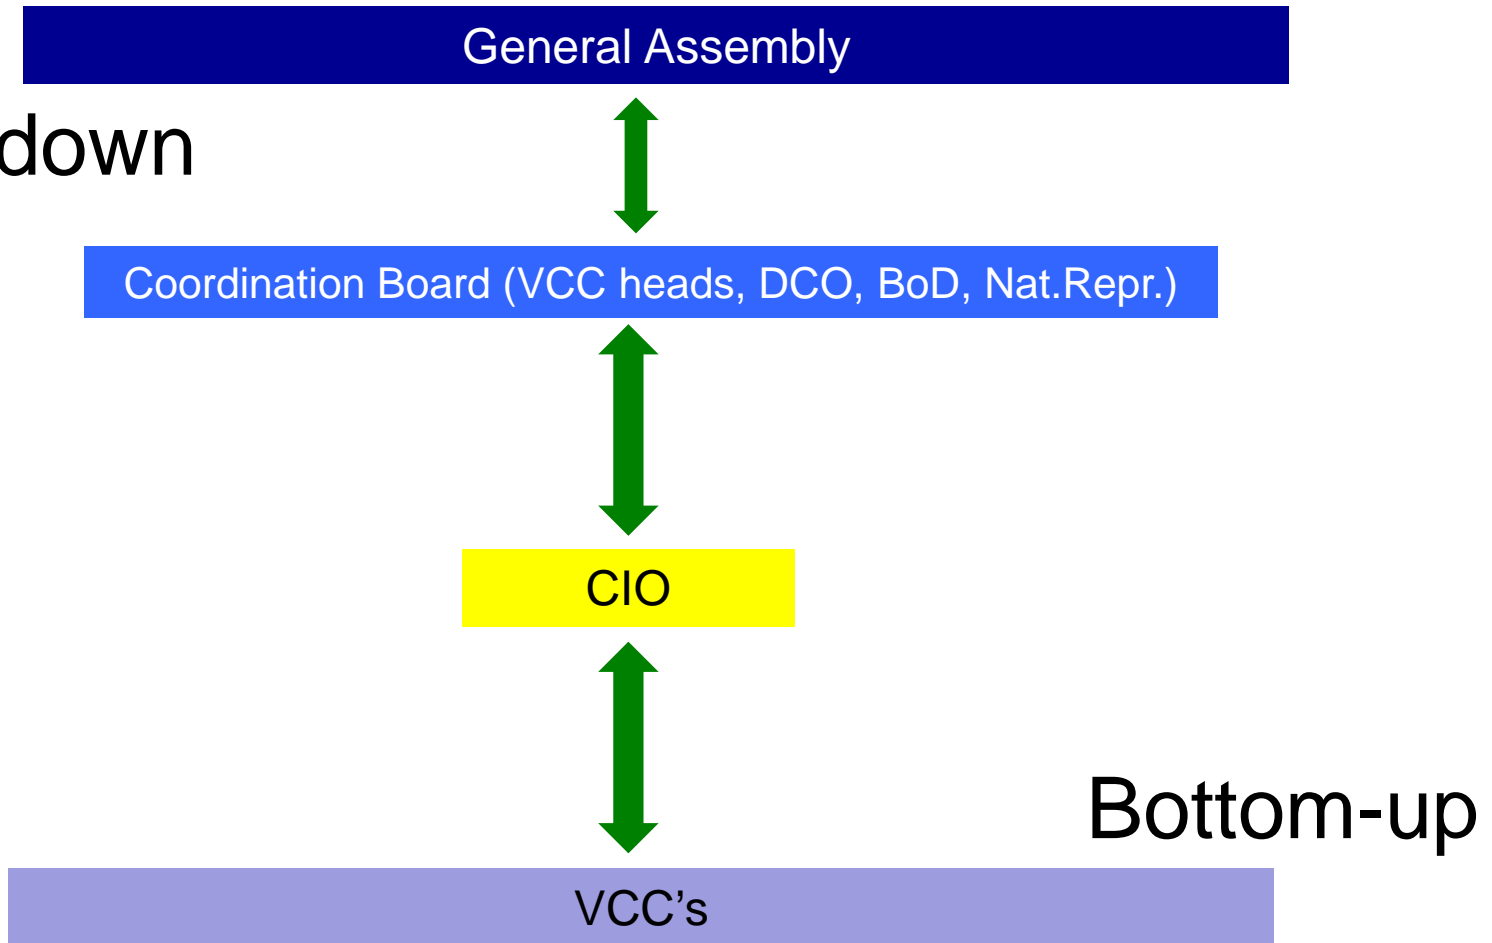 General Assembly
down
Coordination Board (VCC heads, DCO, BoD, Nat.Repr.)
CIO
Bottom-up
VCC’s